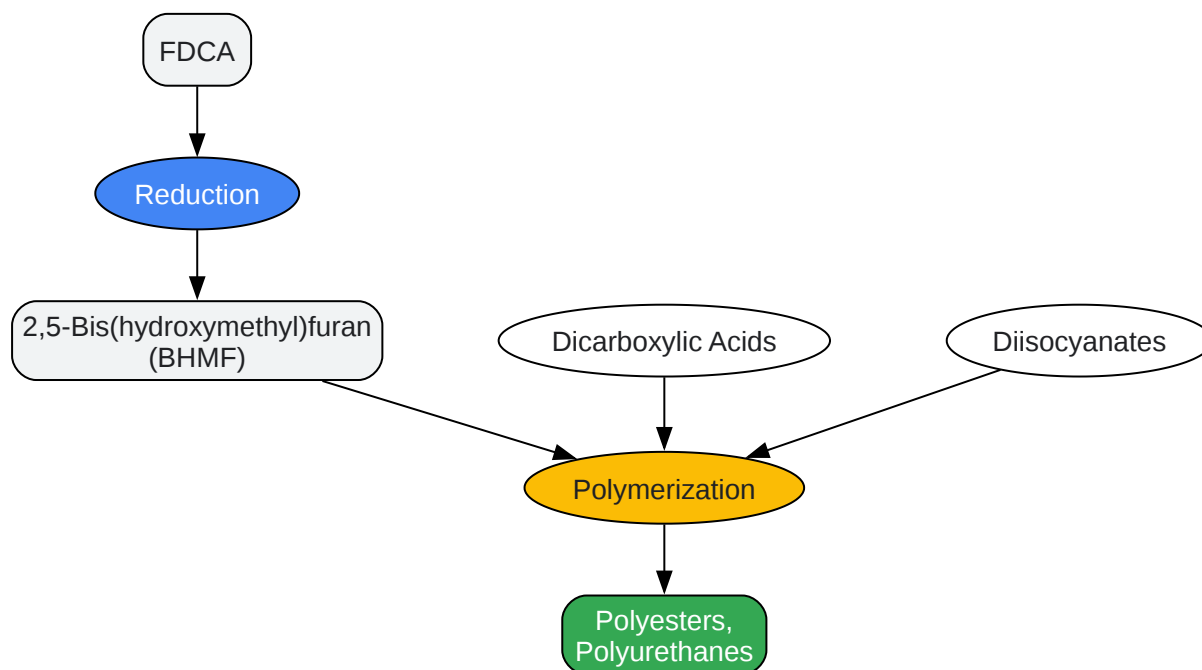 FDCA
Reduction
2,5-Bis(hydroxymethyl)furan
(BHMF)
Dicarboxylic Acids
Diisocyanates
Polymerization
Polyesters,
Polyurethanes